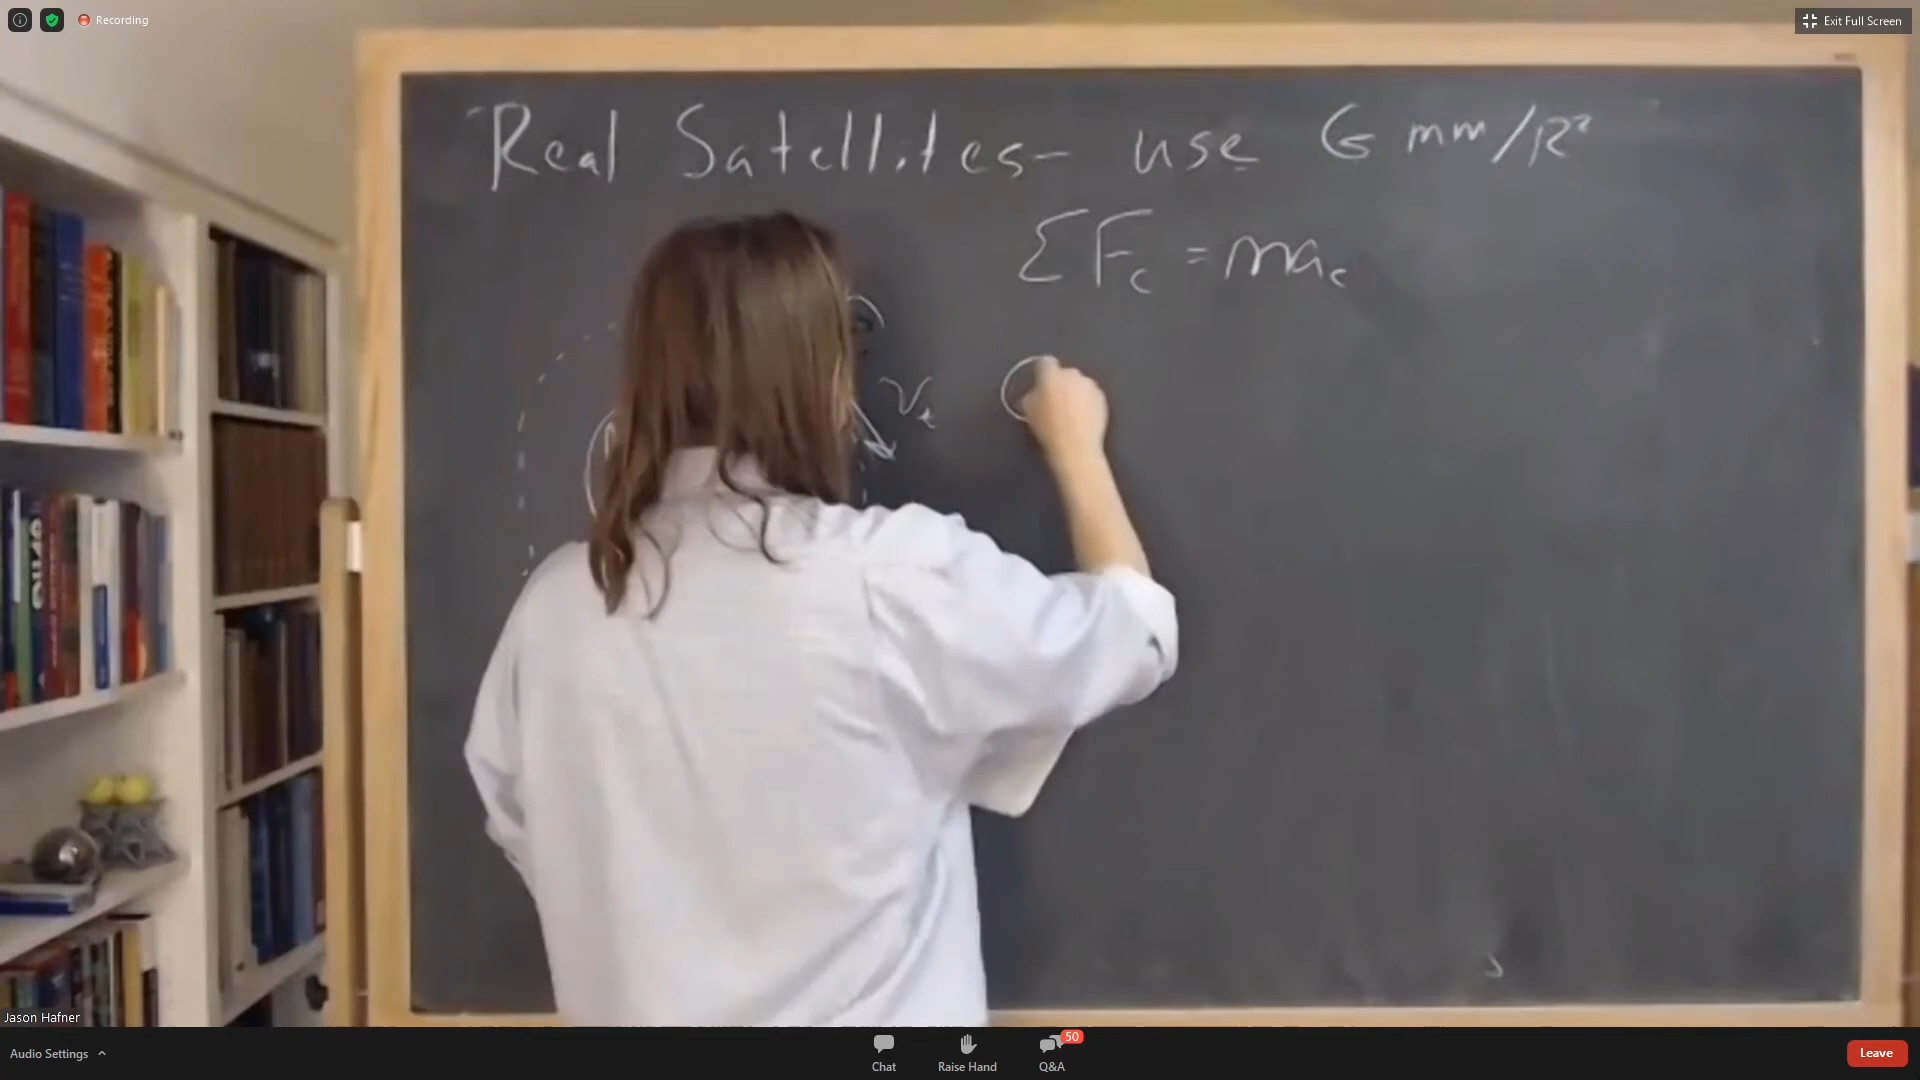 Recording
Exit Full Screen
Real Satellites- use G mm/R²
ΣFc = mac
vt
Jason Hafner
Audio Settings
Chat
Raise Hand
50
Q&A
Leave